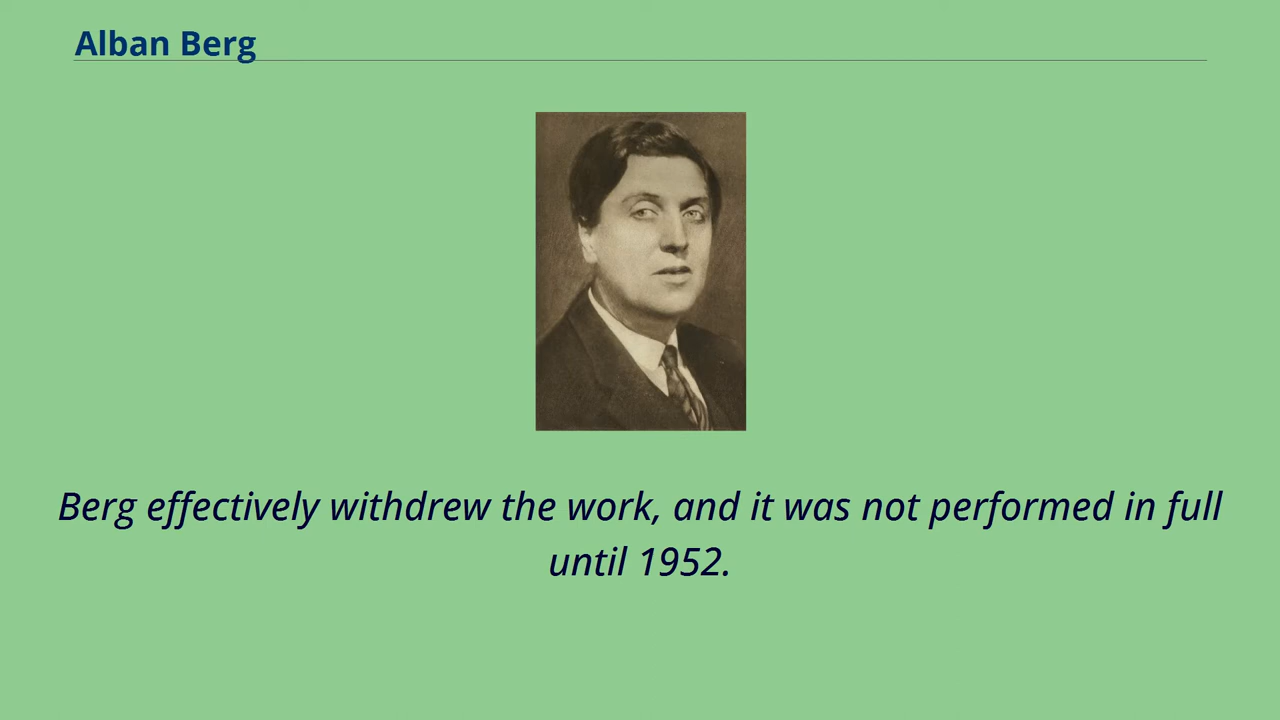 Alban Berg
Berg effectively withdrew the work, and it was not performed in full
until 1952.